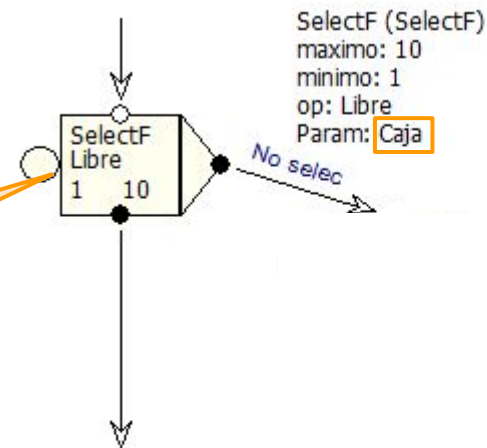 SelectF (SelectF)
maximo: 10
minimo: 1
op: Libre
Param: Caja
SelectF
Libre
1 10
No selec